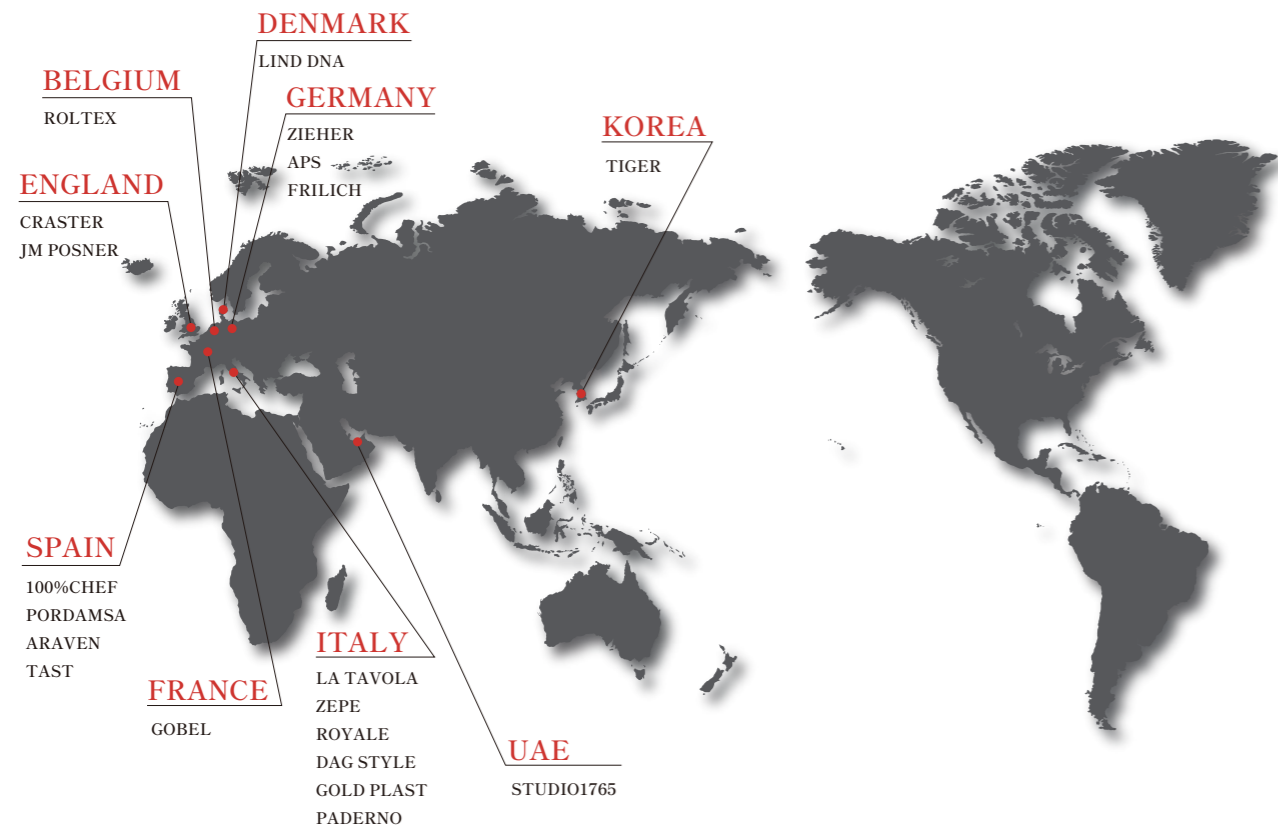 DENMARK
LIND DNA
BELGIUM
ROLTEX
GERMANY
ZIEHER
APS
FRILICH
KOREA
TIGER
ENGLAND
CRASTER
JM POSNER
SPAIN
100%CHEF
PORDAMSA
ARAVEN
TAST
FRANCE
GOBEL
ITALY
LA TAVOLA
ZEPE
ROYALE
DAG STYLE
GOLD PLAST
PADERNO
UAE
STUDIO1765